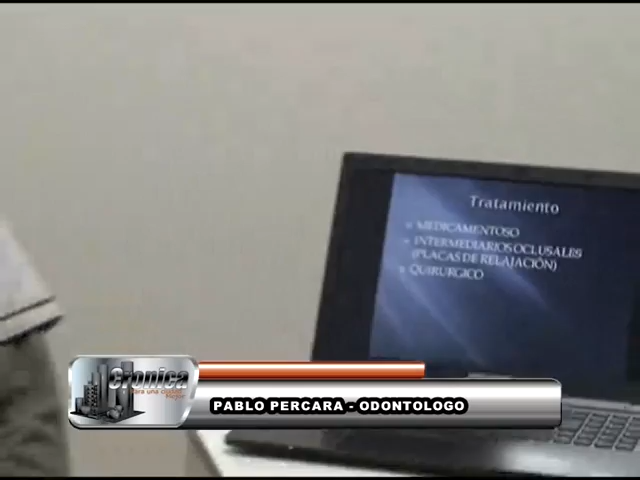 Tratamiento
MEDICAMENTOSO
INTERMEDIARIOS OCLUSALES
(PLACAS DE RELAJACIÓN)
QUIRURGICO
Cronica
PABLO PERCARA - ODONTOLOGO